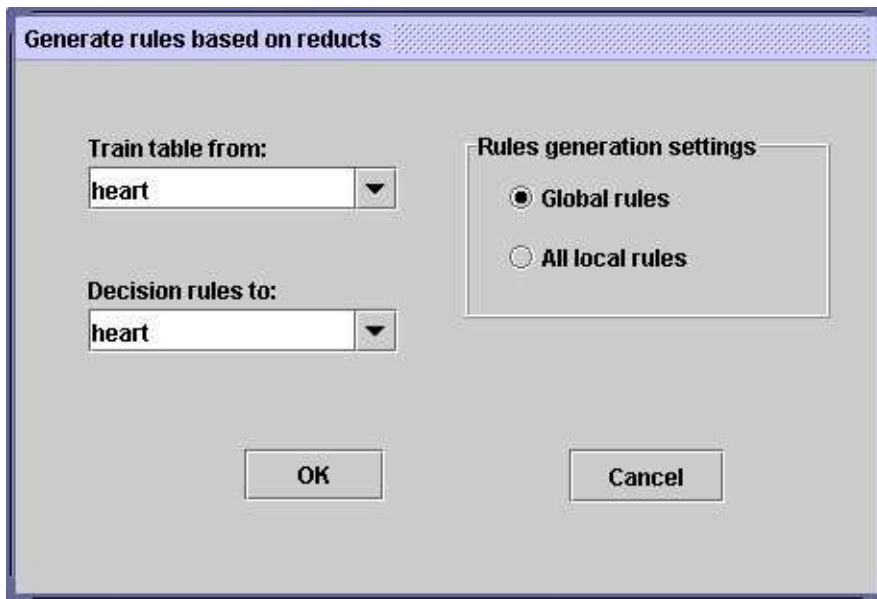 Generate rules based on reducts
Train table from:
heart
Decision rules to:
heart
Rules generation settings
Global rules
All local rules
OK
Cancel